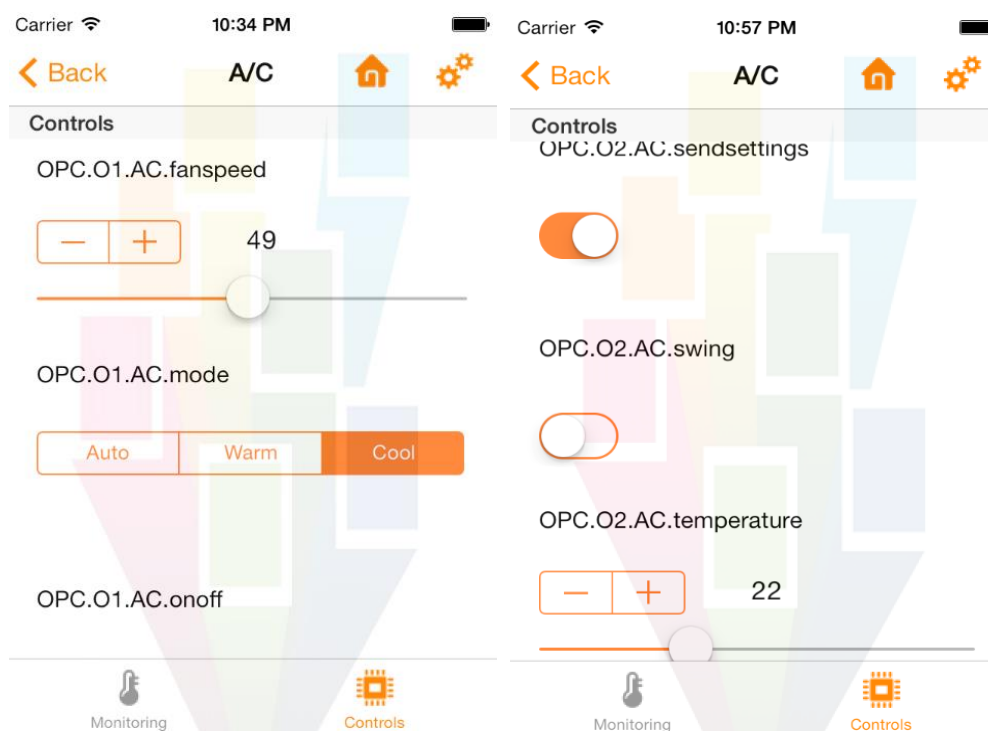 Carrier 10:34 PM
Back A/C
Controls
OPC.O1.AC.fanspeed
49
OPC.O1.AC.mode
Auto Warm Cool
OPC.O1.AC.onoff
Monitoring Controls
Carrier 10:57 PM
Back A/C
Controls
OPC.O2.AC.sendsettings
OPC.O2.AC.swing
OPC.O2.AC.temperature
22
Monitoring Controls